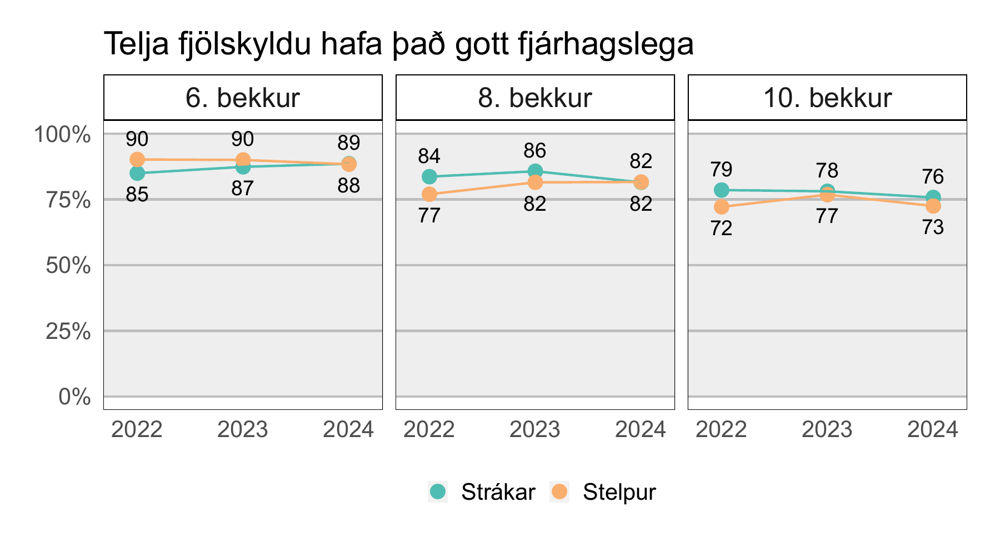 Telja fjölskyldu hafa það gott fjárhagslega
6. bekkur 8. bekkur 10. bekkur
100%
75%
50%
25%
0%
90 90 89
85 87 88
84 86 82
77 82 82
79 78 76
72 77 73
2022 2023 2024 2022 2023 2024 2022 2023 2024
Strákar Stelpur